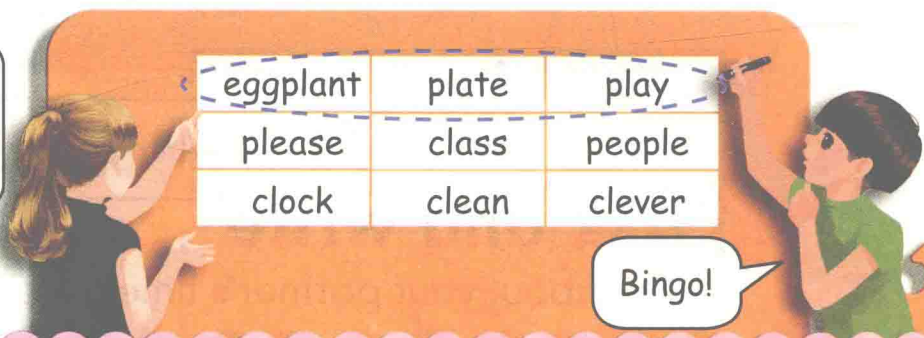 eggplant plate play
please class people
clock clean clever
Bingo!